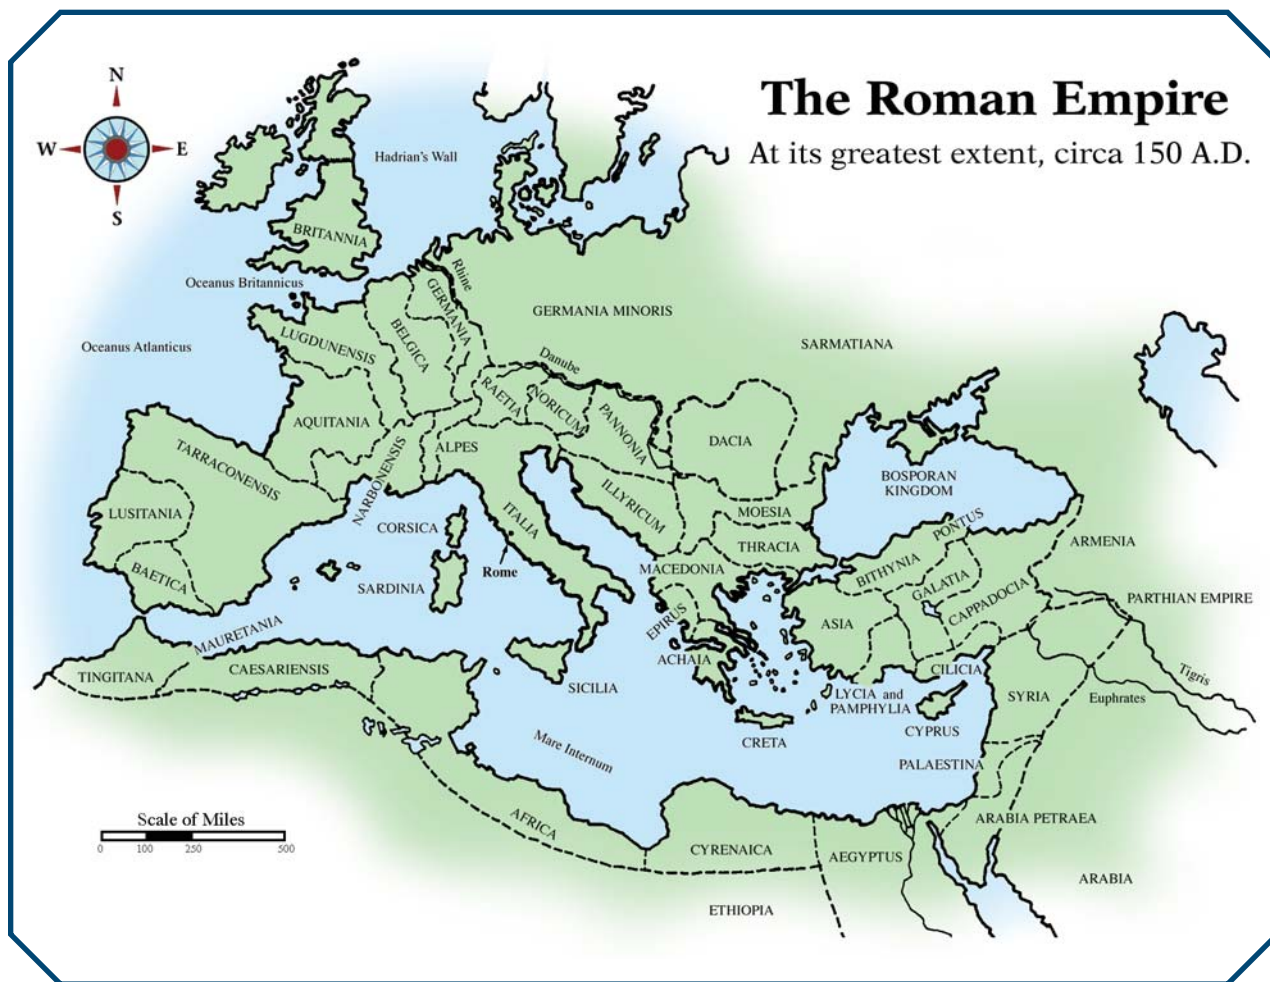 The Roman Empire
At its greatest extent, circa 150 A.D.
N
W
E
S
Hadrian's Wall
BRITANNIA
Oceanus Britannicus
Oceanus Atlanticus
Rhine
GERMANIA
GERMANIA MINORIS
SARMATIANA
LUGDUNENSIS
BELGICA
Danube
RAETIA
NORICUM
PANNONIA
AQUITANIA
NARBONENSIS
ALPES
DACIA
TARRACONENSIS
LUSITANIA
BAETICA
CORSICA
SARDINIA
ITALIA
Rome
ILLYRICUM
MOESIA
THRACIA
MACEDONIA
EPIRUS
ACHAIA
BOSPORAN
KINGDOM
PONTUS
BITHYNIA
GALATIA
CAPPADOCIA
ARMENIA
PARTHIAN EMPIRE
ASIA
CILICIA
LYCIA and
PAMPHYLIA
SYRIA
Tigris
Euphrates
CYPRUS
MAURETANIA
TINGITANA
CAESARIENSIS
SICILIA
CRETA
Mare Internum
PALAESTINA
ARABIA PETRAEA
AFRICA
CYRENAICA
AEGYPTUS
ARABIA
ETHIOPIA
Scale of Miles
0 100 250 500